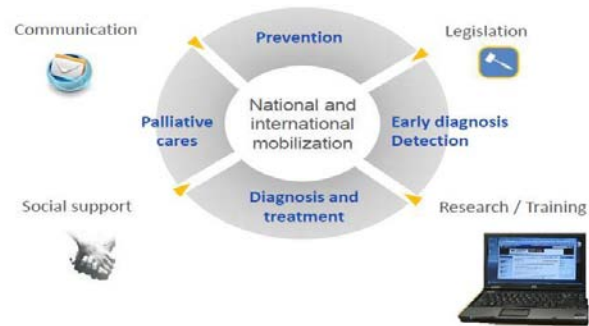 Communication
Prevention
Legislation
National and
international
mobilization
Palliative
cares
Early diagnosis
Detection
Diagnosis and
treatment
Social support
Research / Training